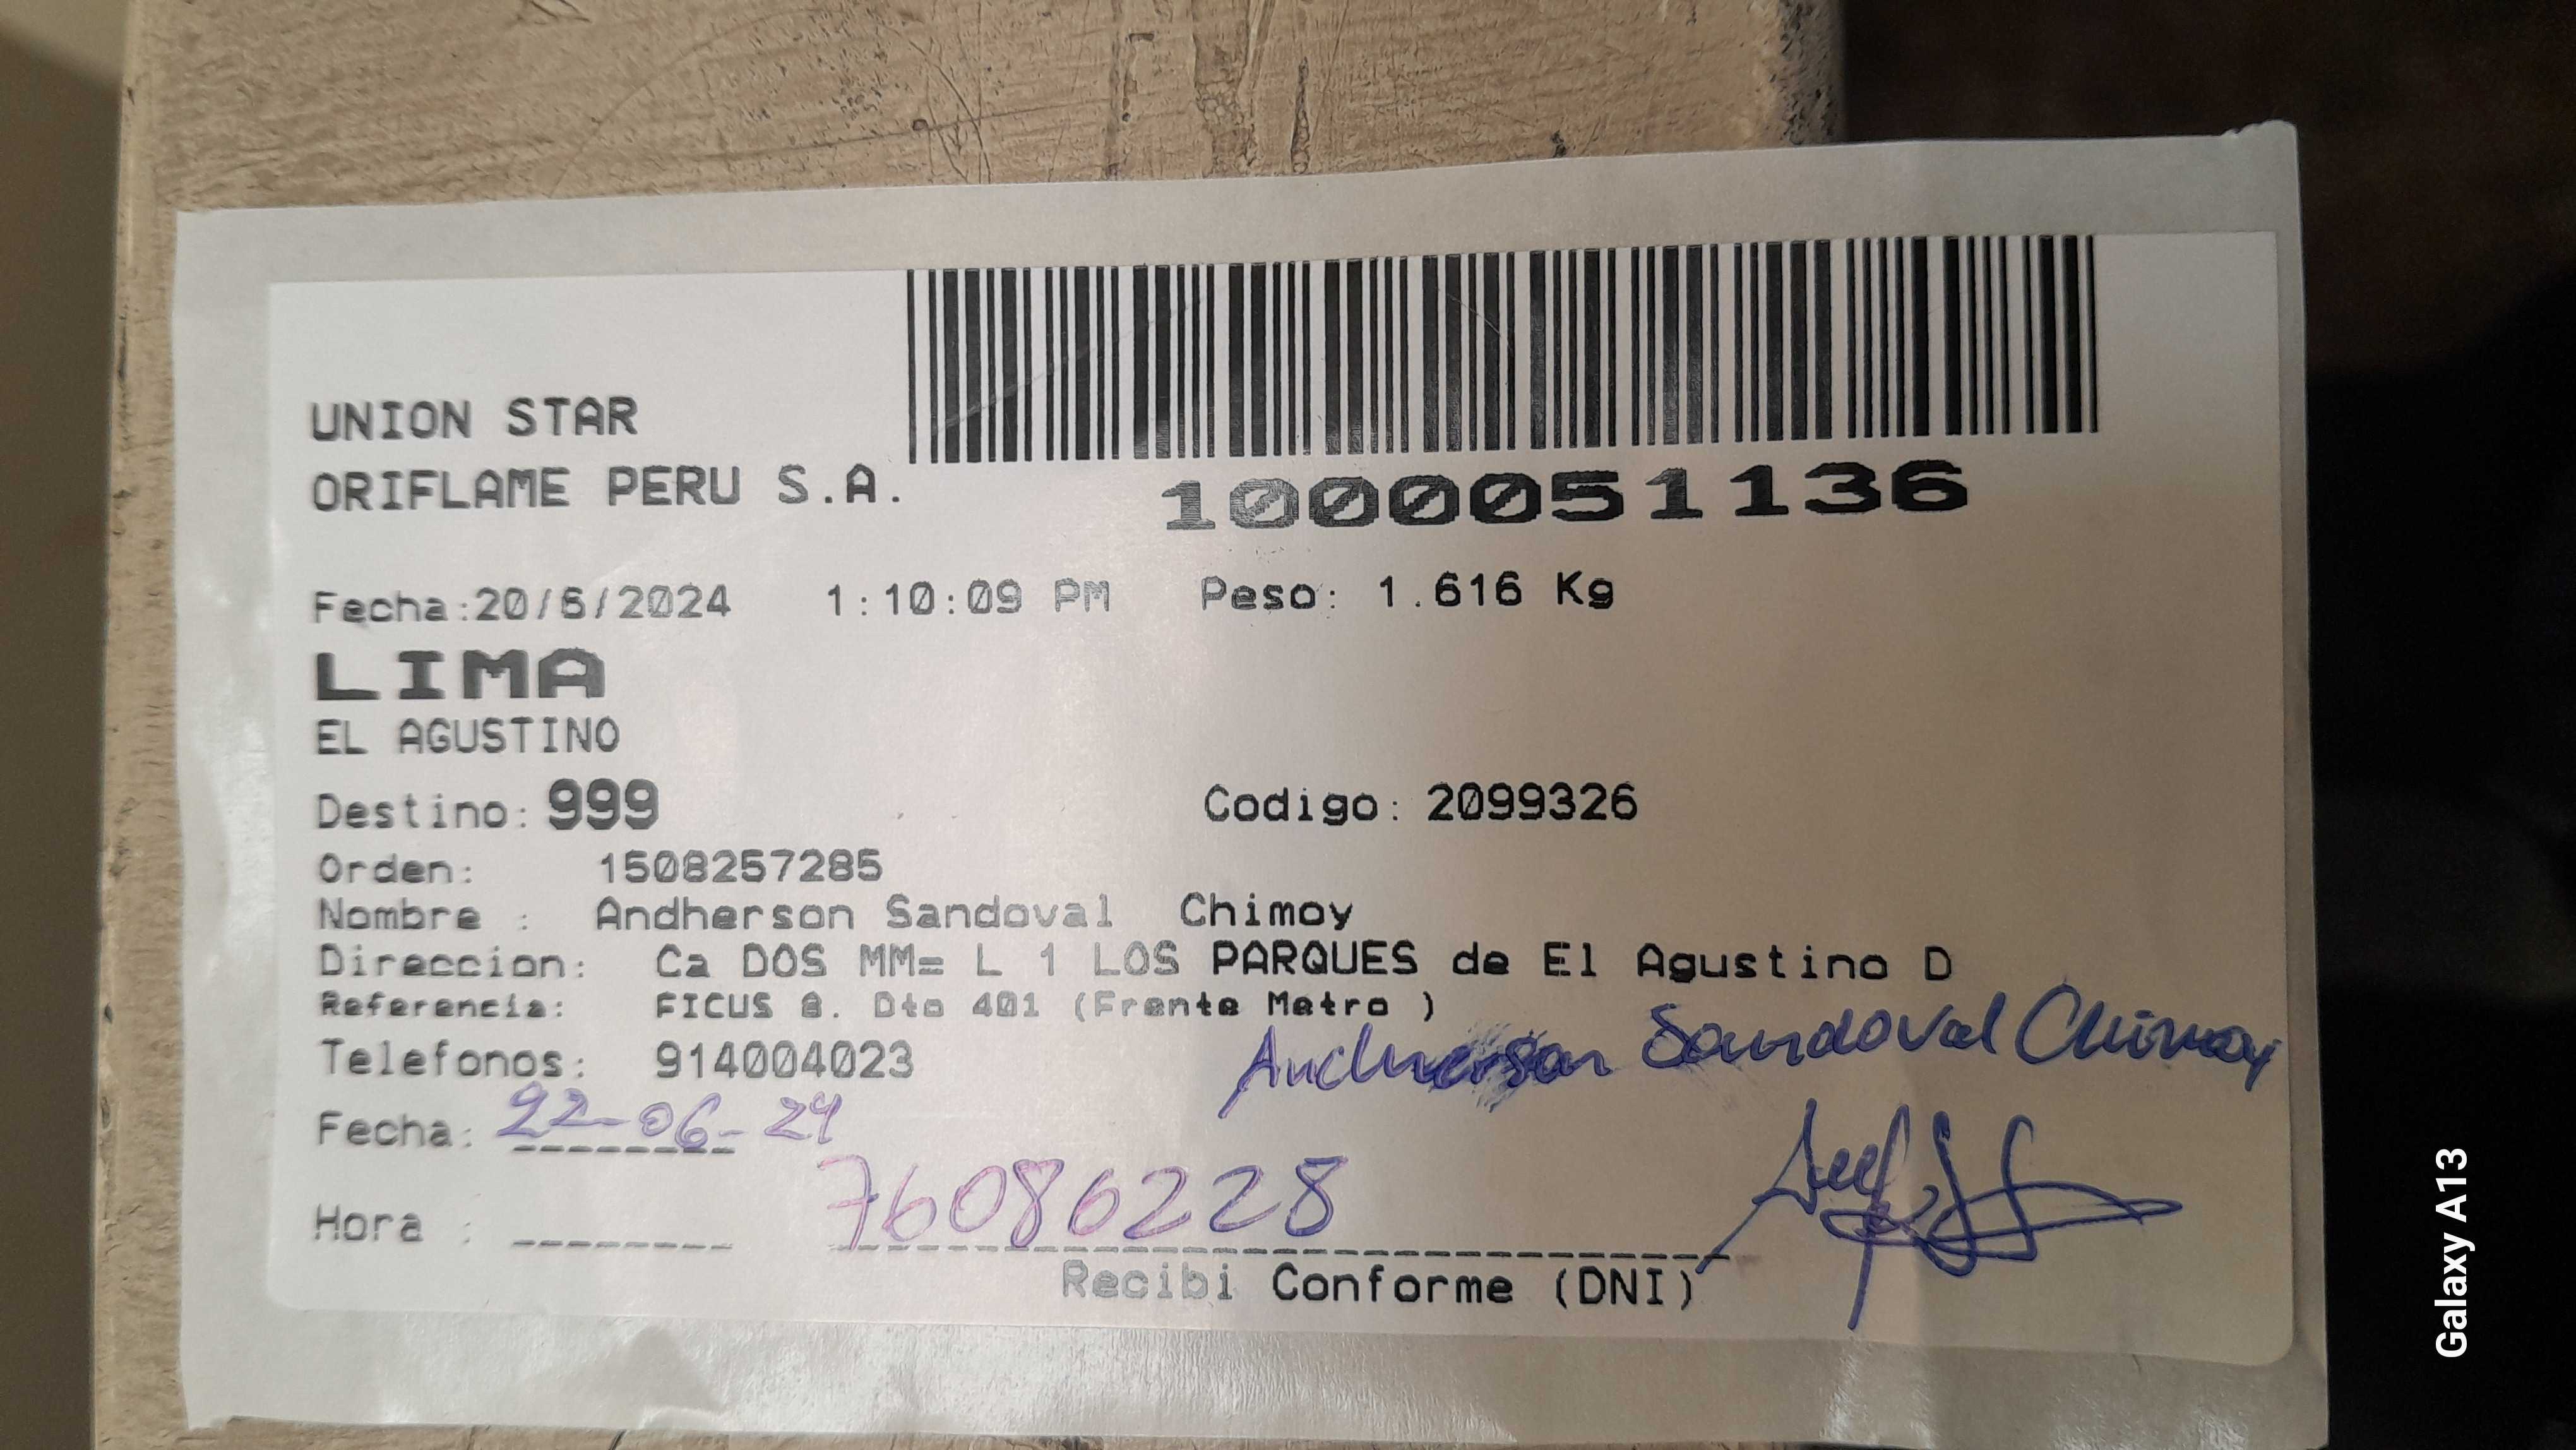 UNION STAR
ORIFLAME PERU S.A.
1000051136
Fecha:20/6/2024 1:10:09 PM Peso: 1.616 Kg
LIMA
EL AGUSTINO
Destino: 999 Codigo: 2099326
Orden: 1508257285
Nombre : Andherson Sandoval Chimoy
Direccion: Ca DOS MM= L 1 LOS PARQUES de El Agustino D
Referencia: FICUS 8. Dto 401 (Frente Metro )
Andherson Sandoval Chimoy
Telefonos: 914004023
Fecha: 22-06-24
Hora : 76086228
Recibi Conforme (DNI)
Galaxy A13